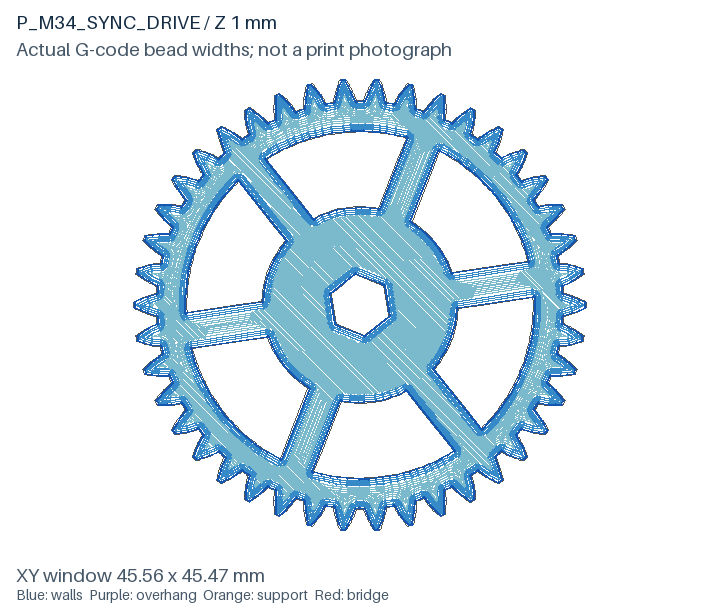 P_M34_SYNC_DRIVE / Z 1 mm
Actual G-code bead widths; not a print photograph
XY window 45.56 x 45.47 mm
Blue: walls  Purple: overhang  Orange: support  Red: bridge